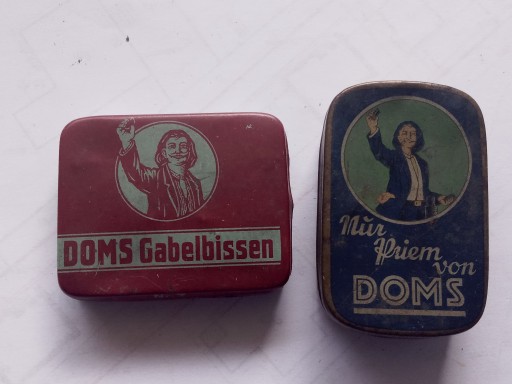 DOMS Gabelbissen
Nur
Priem
von
DOMS